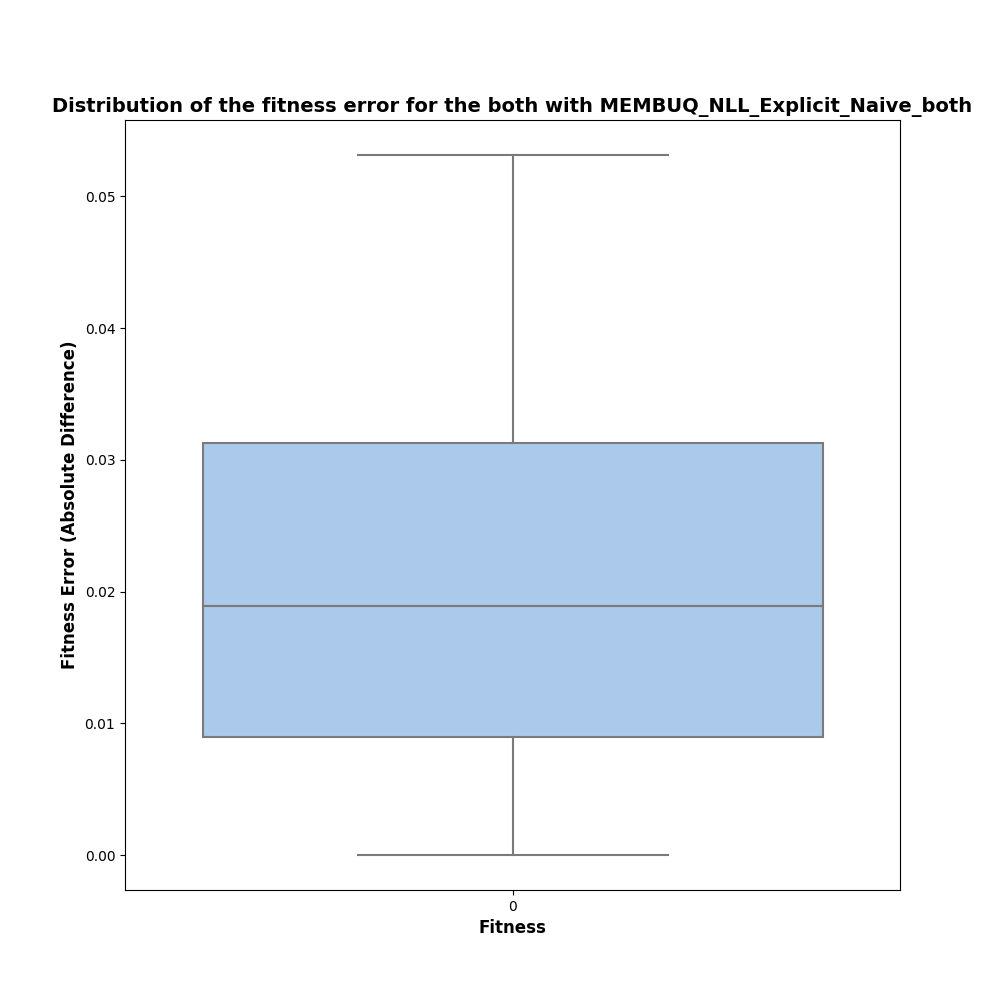 Distribution of the fitness error for the both with MEMBUQ_NLL_Explicit_Naive_both
0.05
0.04
0.03
0.02
0.01
0.00
Fitness Error (Absolute Difference)
0
Fitness